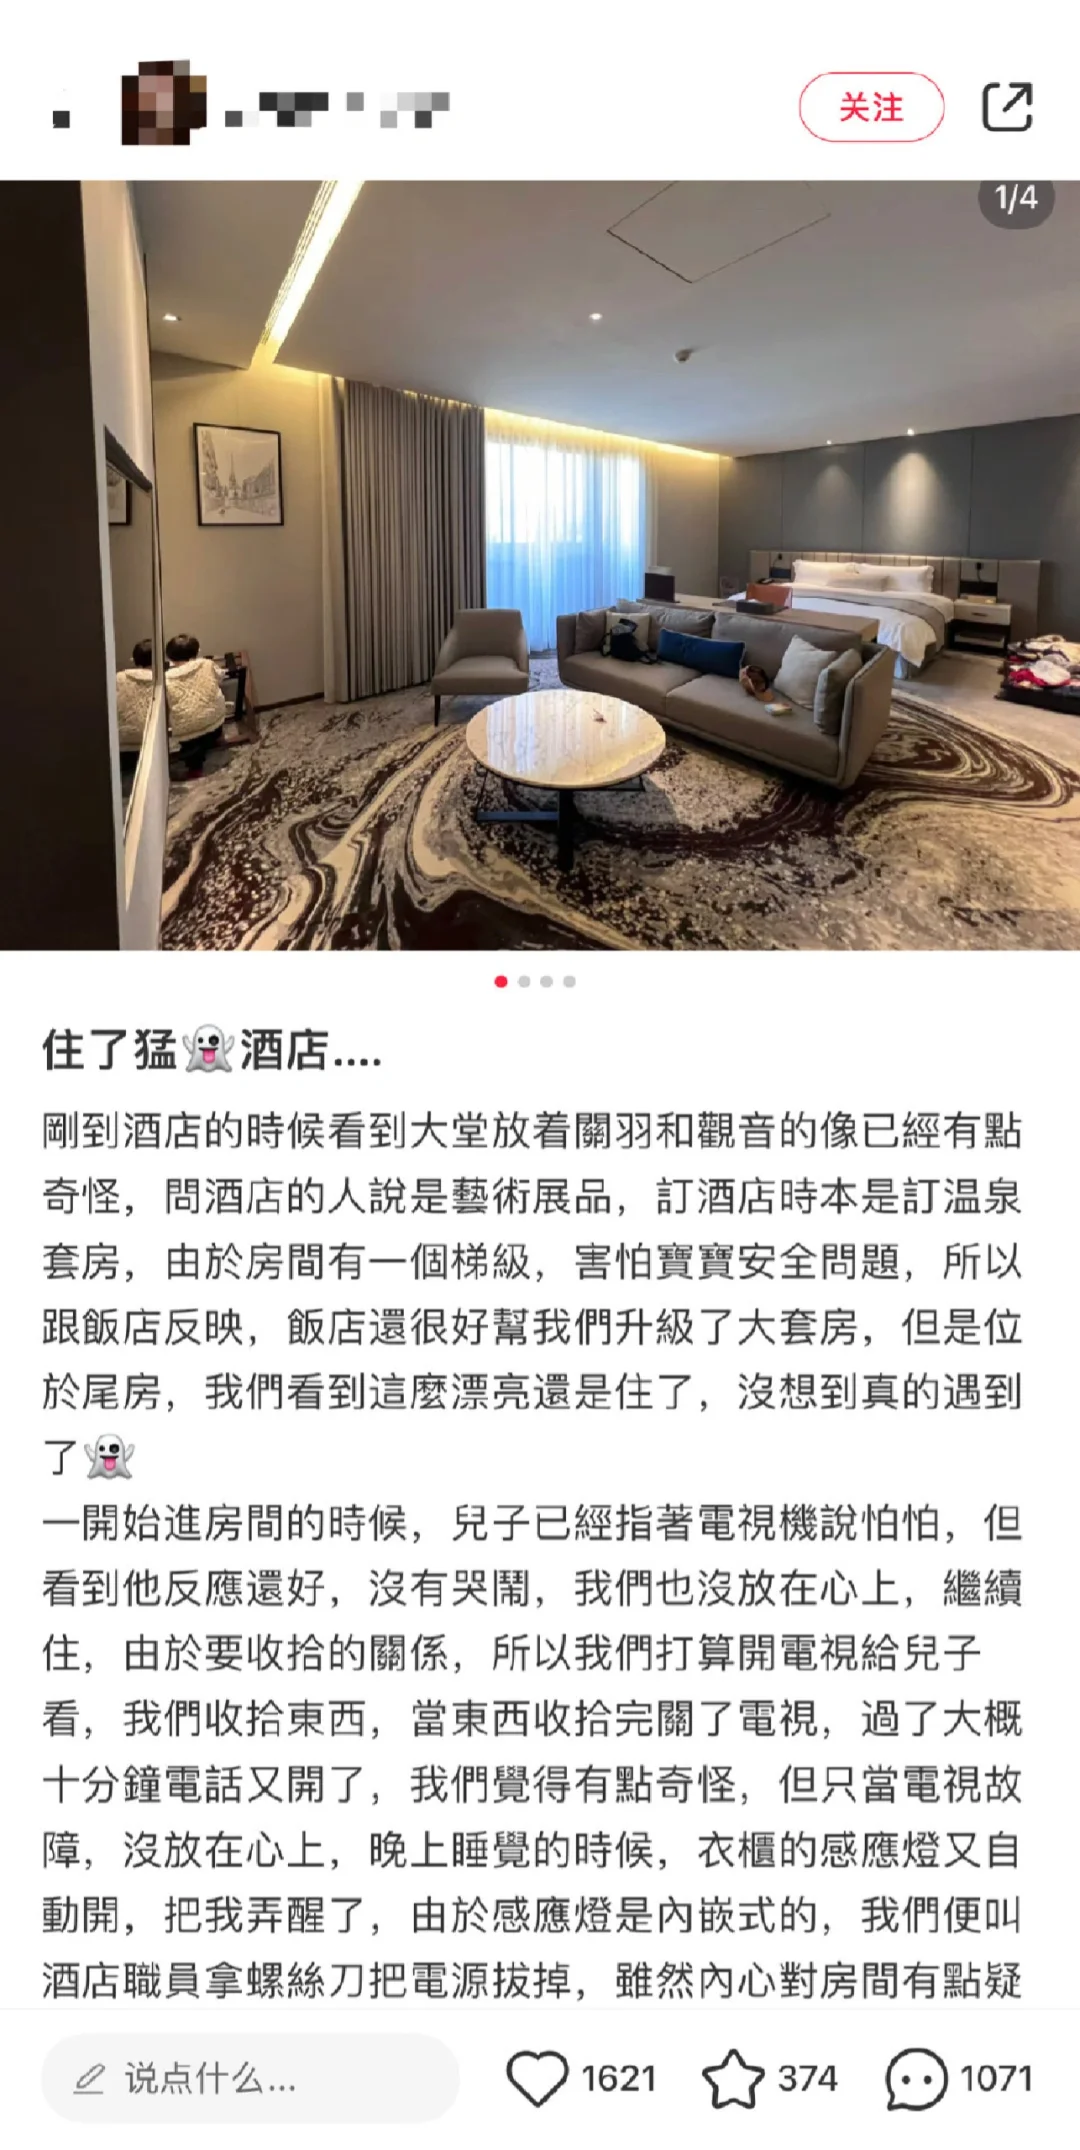 关注
1/4
住了猛👻酒店....
剛到酒店的時候看到大堂放着關羽和觀音的像已經有點
奇怪，問酒店的人說是藝術展品，訂酒店時本是訂温泉
套房，由於房間有一個梯級，害怕寶寶安全問題，所以
跟飯店反映，飯店還很好幫我們升級了大套房，但是位
於尾房，我們看到這麼漂亮還是住了，沒想到真的遇到
了👻
一開始進房間的時候，兒子已經指著電視機說怕怕，但
看到他反應還好，沒有哭鬧，我們也沒放在心上，繼續
住，由於要收拾的關係，所以我們打算開電視給兒子
看，我們收拾東西，當東西收拾完關了電視，過了大概
十分鐘電話又開了，我們覺得有點奇怪，但只當電視故
障，沒放在心上，晚上睡覺的時候，衣櫃的感應燈又自
動開，把我弄醒了，由於感應燈是內嵌式的，我們便叫
酒店職員拿螺絲刀把電源拔掉，雖然內心對房間有點疑
说点什么...
1621
374
1071